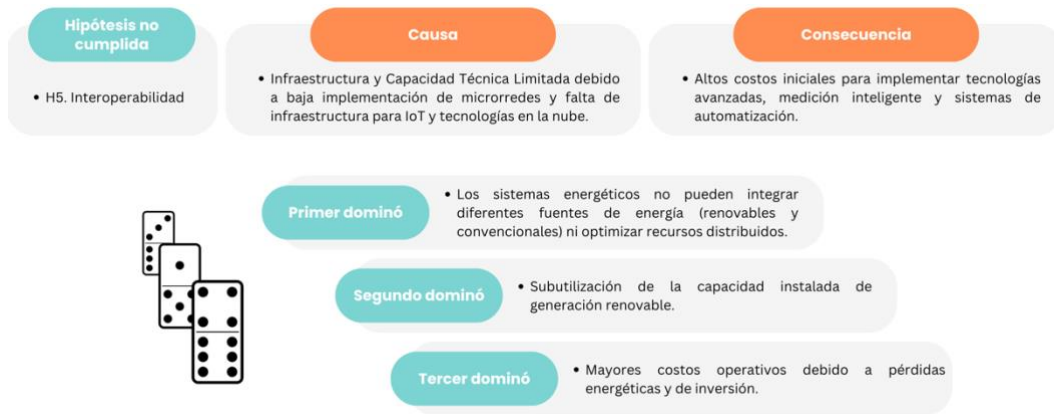 Hipótesis no
cumplida
Causa
Consecuencia
• H5. Interoperabilidad
• Infraestructura y Capacidad Técnica Limitada debido
a baja implementación de microrredes y falta de
infraestructura para IoT y tecnologías en la nube.
• Altos costos iniciales para implementar tecnologías
avanzadas, medición inteligente y sistemas de
automatización.
Primer dominó
• Los sistemas energéticos no pueden integrar
diferentes fuentes de energía (renovables y
convencionales) ni optimizar recursos distribuidos.
Segundo dominó
• Subutilización de la capacidad instalada de
generación renovable.
Tercer dominó
• Mayores costos operativos debido a pérdidas
energéticas y de inversión.